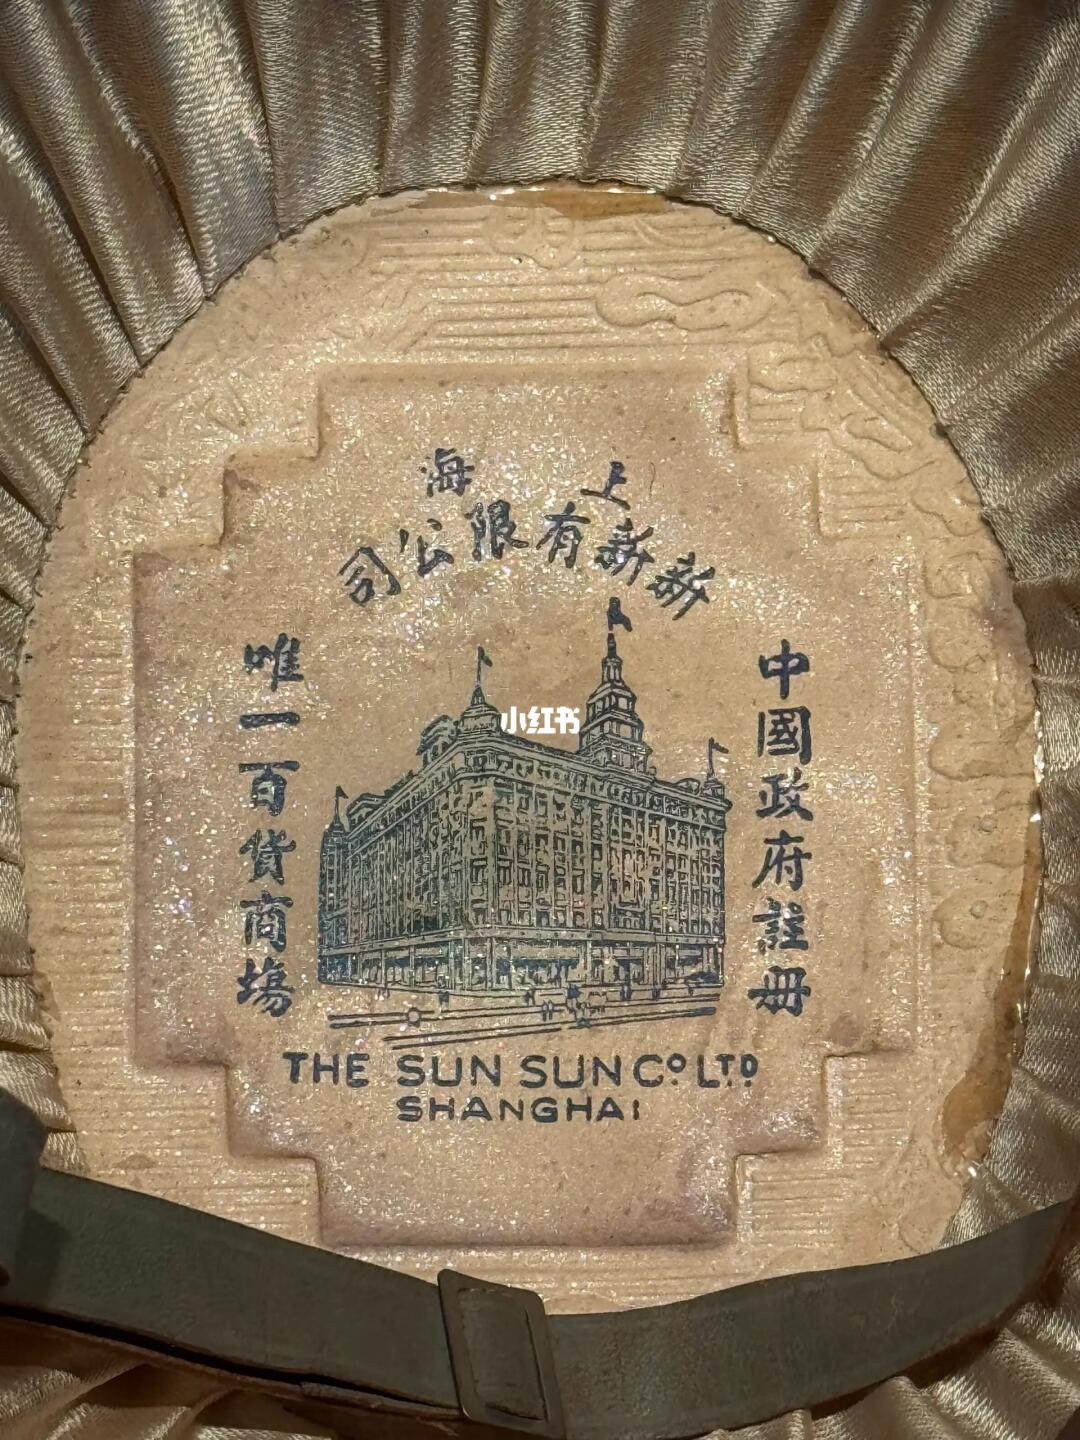 上海
新新有限公司
中國政府註冊
唯一百貨商場
小红书
THE SUN SUN Co LTD
SHANGHAI